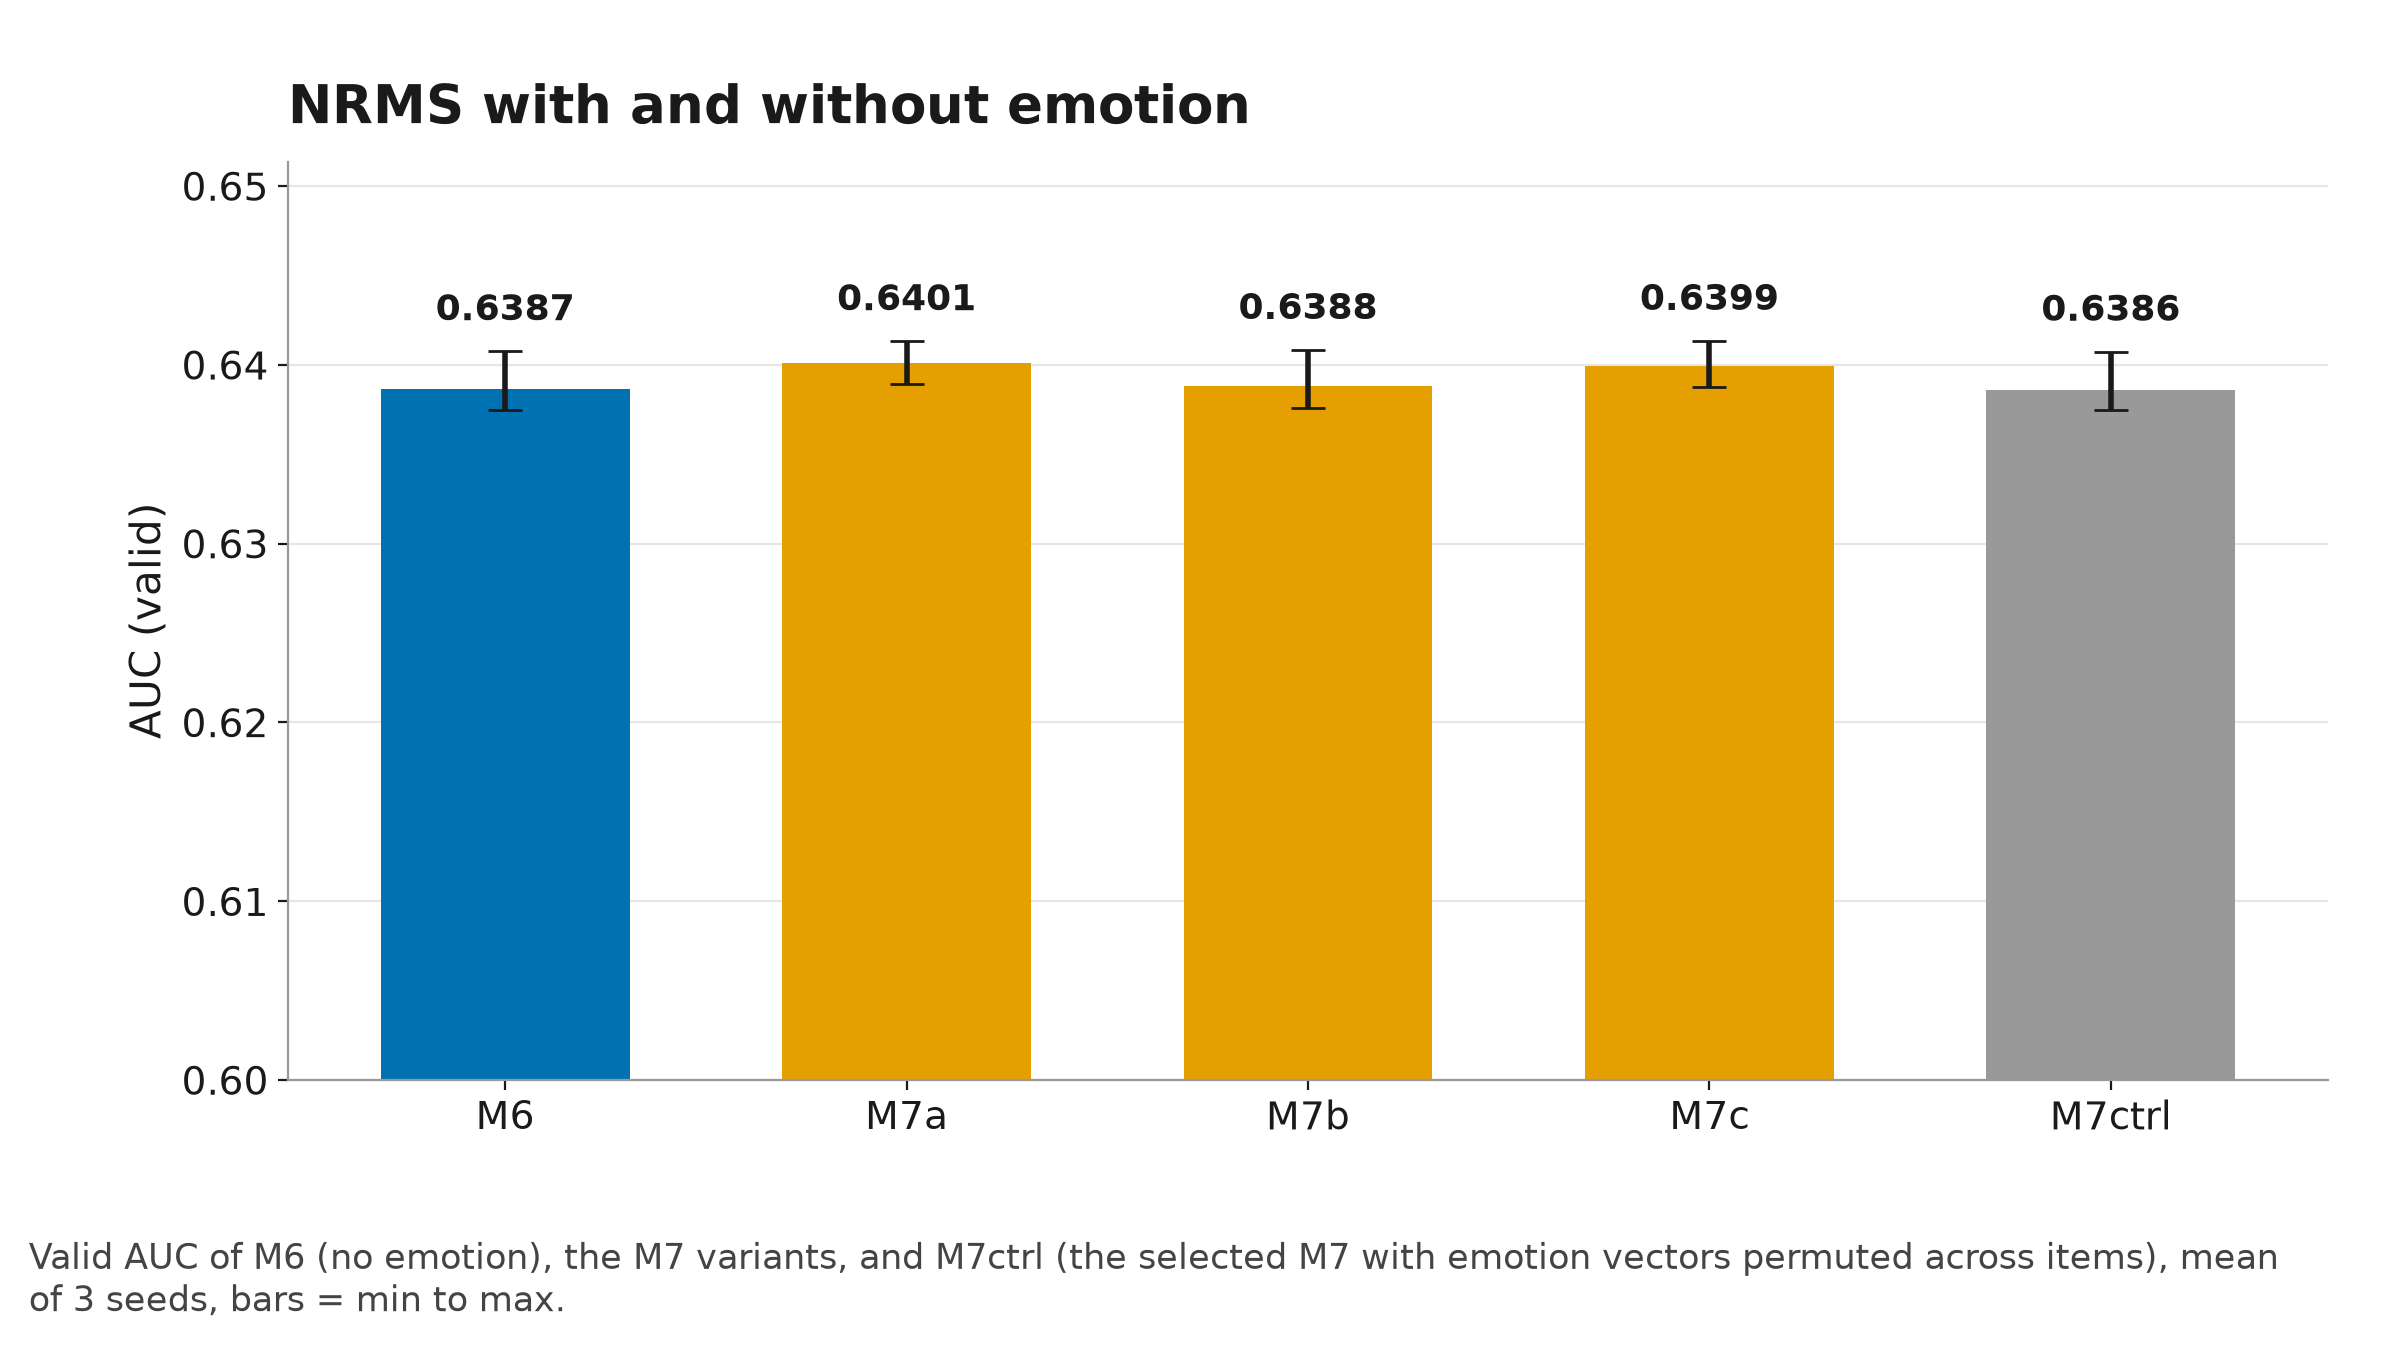 NRMS with and without emotion
AUC (valid)
0.65
0.64
0.63
0.62
0.61
0.60
0.6387
0.6401
0.6388
0.6399
0.6386
M6
M7a
M7b
M7c
M7ctrl
Valid AUC of M6 (no emotion), the M7 variants, and M7ctrl (the selected M7 with emotion vectors permuted across items), mean
of 3 seeds, bars = min to max.